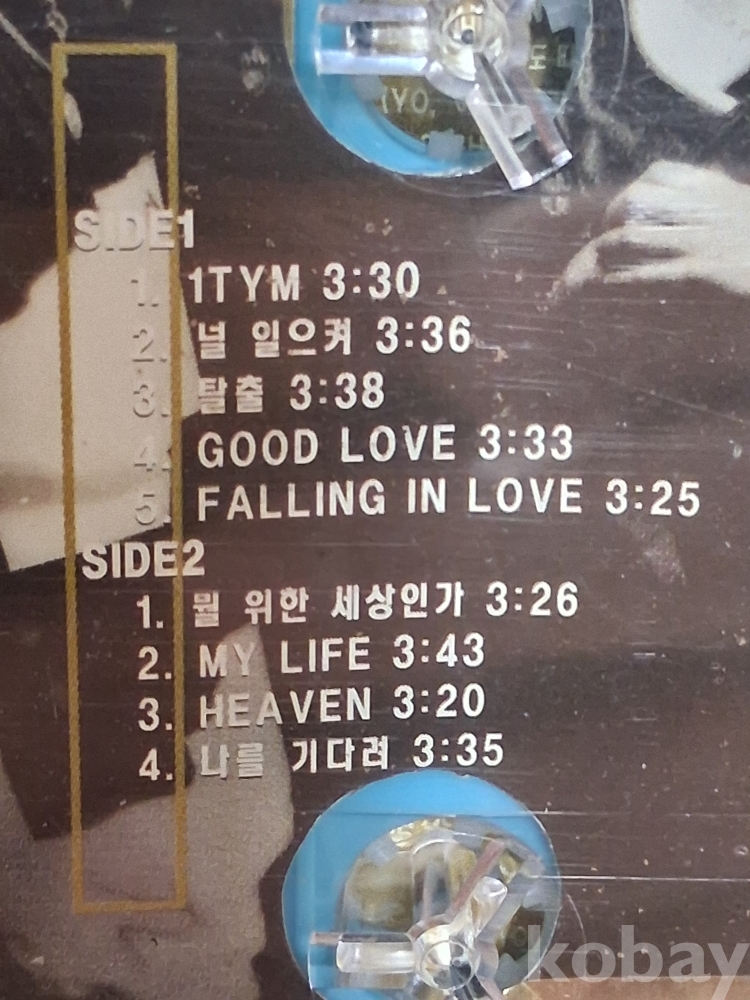 SIDE1
1. 1TYM 3:30
2. 널 일으켜 3:36
3. 탈출 3:38
4. GOOD LOVE 3:33
5. FALLING IN LOVE 3:25
SIDE2
1. 뭘 위한 세상인가 3:26
2. MY LIFE 3:43
3. HEAVEN 3:20
4. 나를 기다려 3:35
kobay